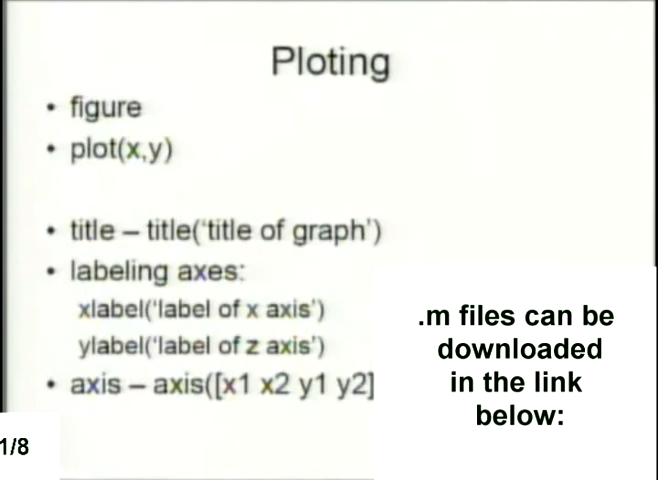 Ploting
• figure
• plot(x,y)
• title – title('title of graph')
• labeling axes:
xlabel('label of x axis')
ylabel('label of z axis')
• axis – axis([x1 x2 y1 y2]
.m files can be
downloaded
in the link
below:
1/8